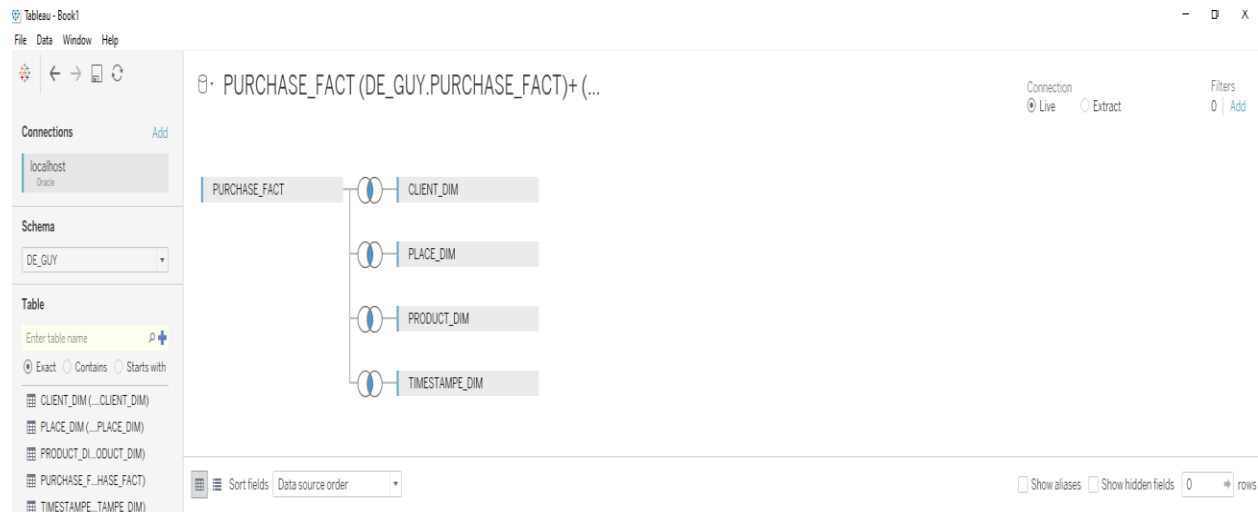 Tableau - Book1
File Data Window Help
PURCHASE_FACT (DE_GUY.PURCHASE_FACT)+ (...
Connection
Live Extract
Filters
0 Add
Connections Add
localhost
Oracle
Schema
DE_GUY
Table
Enter table name
Exact Contains Starts with
CLIENT_DIM (....CLIENT_DIM)
PLACE_DIM (....PLACE_DIM)
PRODUCT_DI...ODUCT_DIM)
PURCHASE_F...HASE_FACT)
TIMESTAMPE...TAMPE_DIM)
PURCHASE_FACT CLIENT_DIM
PLACE_DIM
PRODUCT_DIM
TIMESTAMPE_DIM
Sort fields Data source order
Show aliases Show hidden fields 0 rows